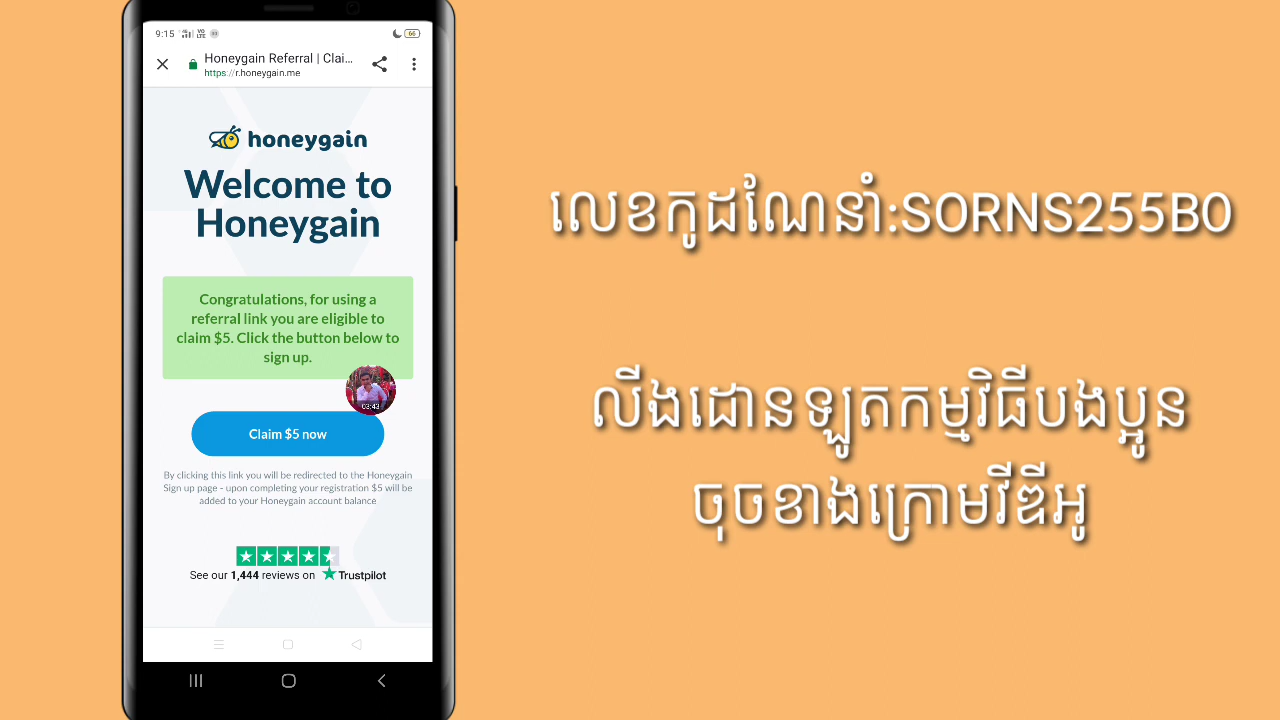 9:15
VO LTE
66
Honeygain Referral | Clai...
https://r.honeygain.me
honeygain
Welcome to
Honeygain
Congratulations, for using a
referral link you are eligible to
claim $5. Click the button below to
sign up.
03:43
Claim $5 now
By clicking this link you will be redirected to the Honeygain
Sign up page - upon completing your registration $5 will be
added to your Honeygain account balance
See our 1,444 reviews on Trustpilot
លេខកូដណែនាំ:SORNS255B0
លីងដោនឡូតកម្មវិធីបងប្អូន
ចុចខាងក្រោមវីឌីអូ